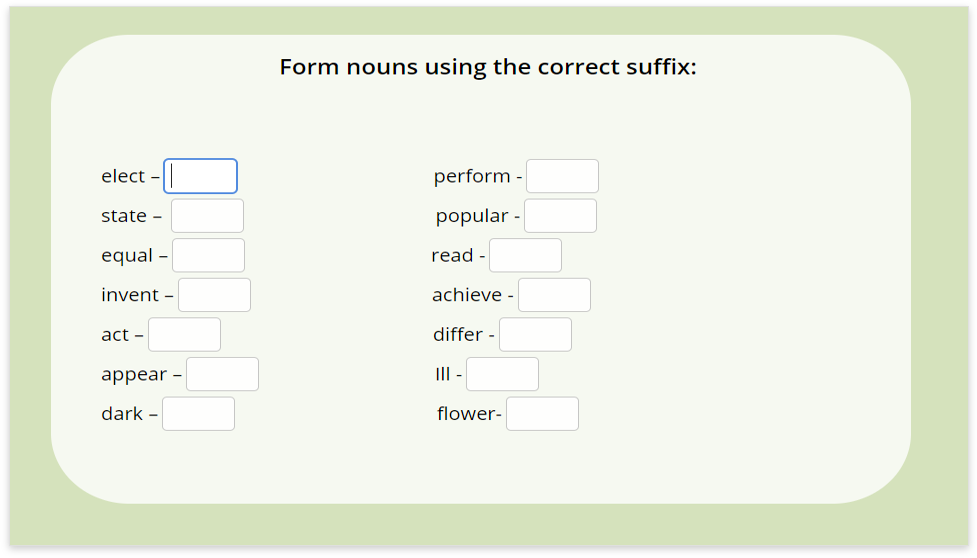 Form nouns using the correct suffix:
elect –
state –
equal –
invent –
act –
appear –
dark –
perform -
popular -
read -
achieve -
differ -
Ill -
flower-